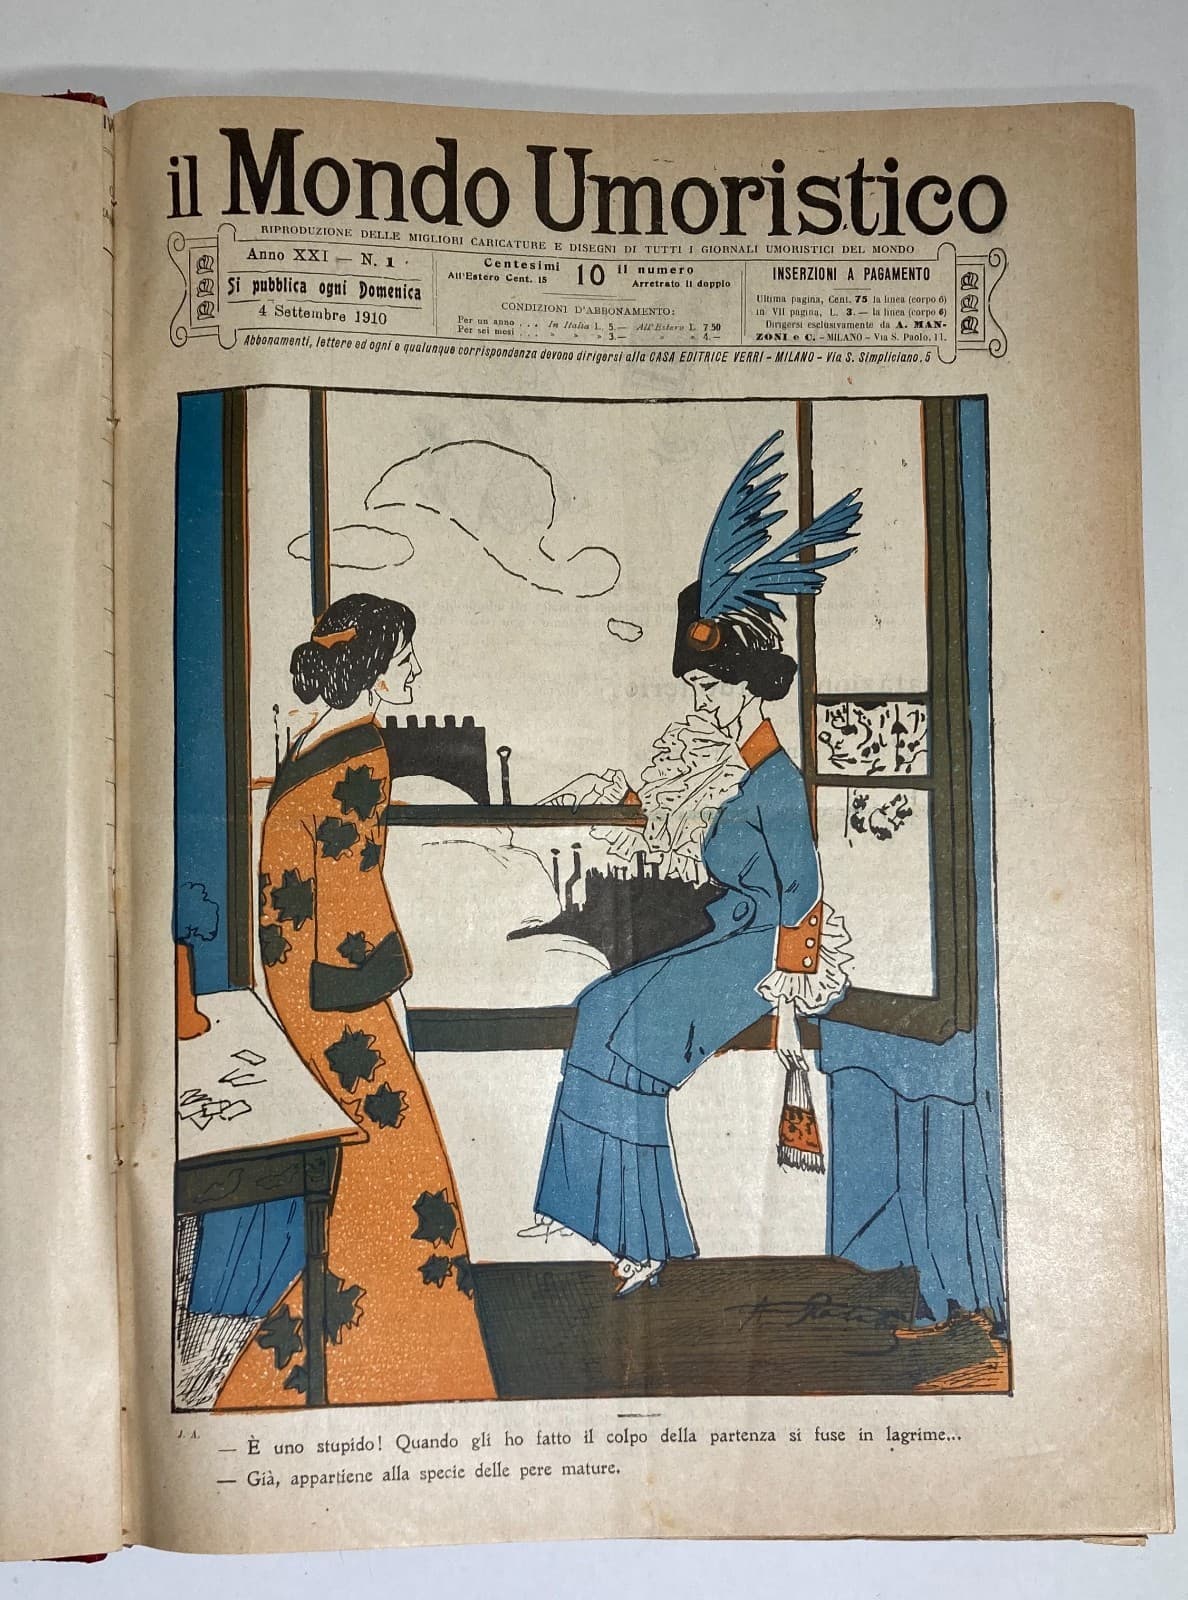 il Mondo Umoristico
RIPRODUZIONE DELLE MIGLIORI CARICATURE E DISEGNI DI TUTTI I GIORNALI UMORISTICI DEL MONDO
Anno XXI — N. 1
Si pubblica ogni Domenica
4 Settembre 1910
Centesimi 10 il numero
All'Estero Cent. 15 Arretrato il doppio
CONDIZIONI D'ABBONAMENTO:
Per un anno . . . In Italia L. 5.— All'Estero L. 7 50
Per sei mesi . . . » » » 3.— » » 4.—
INSERZIONI A PAGAMENTO
Ultima pagina, Cent. 75 la linea (corpo 6)
in VII pagina, L. 3.— la linea (corpo 6)
Dirigersi esclusivamente da A. MAN-
ZONI e C. - MILANO - Via S. Paolo, 11.
Abbonamenti, lettere ed ogni e qualunque corrispondenza devono dirigersi alla CASA EDITRICE VERRI - MILANO - Via S. Simpliciano, 5
J. A.
— È uno stupido! Quando gli ho fatto il colpo della partenza si fuse in lagrime...
— Già, appartiene alla specie delle pere mature.